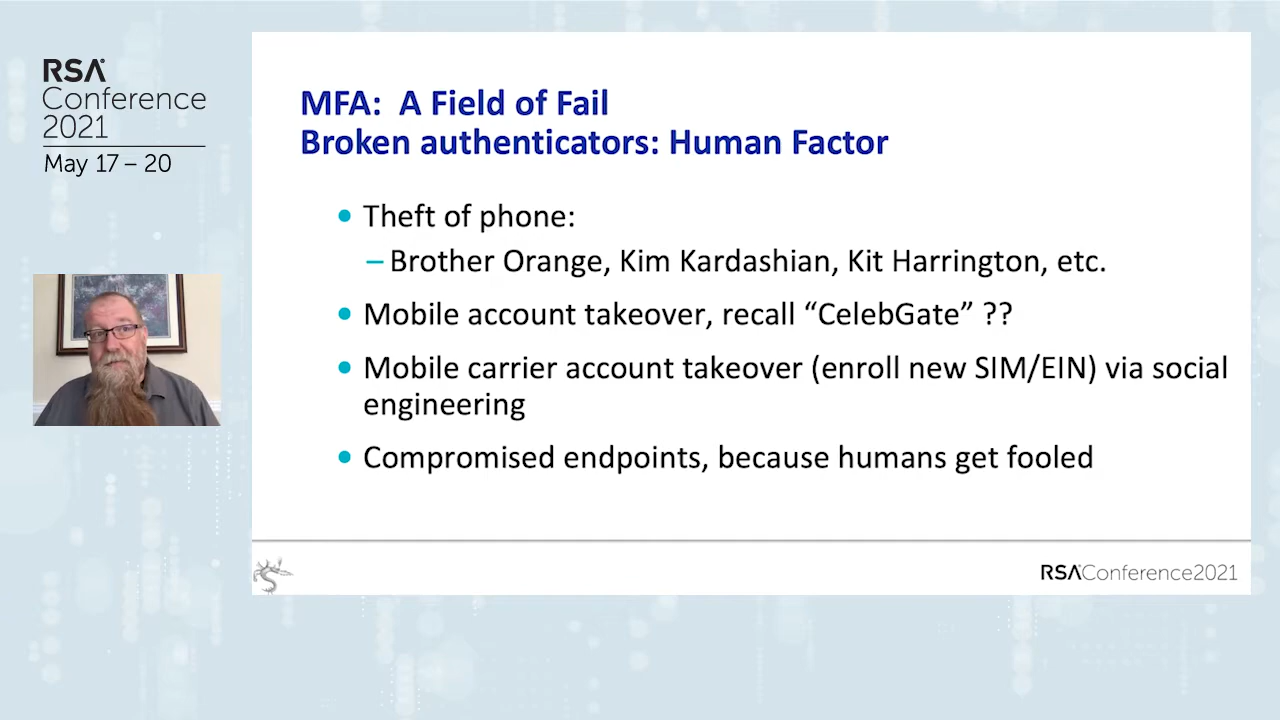 RSA
Conference
2021
May 17 – 20
MFA:  A Field of Fail
Broken authenticators: Human Factor
• Theft of phone:
– Brother Orange, Kim Kardashian, Kit Harrington, etc.
• Mobile account takeover, recall “CelebGate” ??
• Mobile carrier account takeover (enroll new SIM/EIN) via social
engineering
• Compromised endpoints, because humans get fooled
RSAConference2021